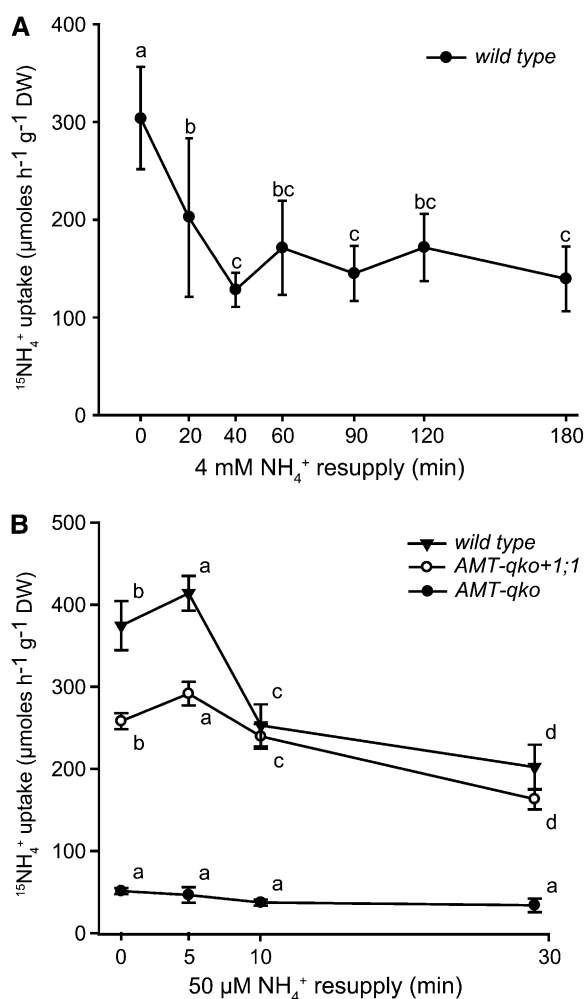 A
400
wild type
a
300
b
bc
bc
200
c
c
c
100
0
¹⁵NH₄⁺ uptake (µmoles h⁻¹ g⁻¹ DW)
0 20 40 60 90 120 180
4 mM NH₄⁺ resupply (min)
B
500
wild type
AMT-qko+1;1
AMT-qko
a
b
400
c
300
a
b
c
d
200
d
100
a a a a
0
¹⁵NH₄⁺ uptake (µmoles h⁻¹ g⁻¹ DW)
0 5 10 30
50 µM NH₄⁺ resupply (min)